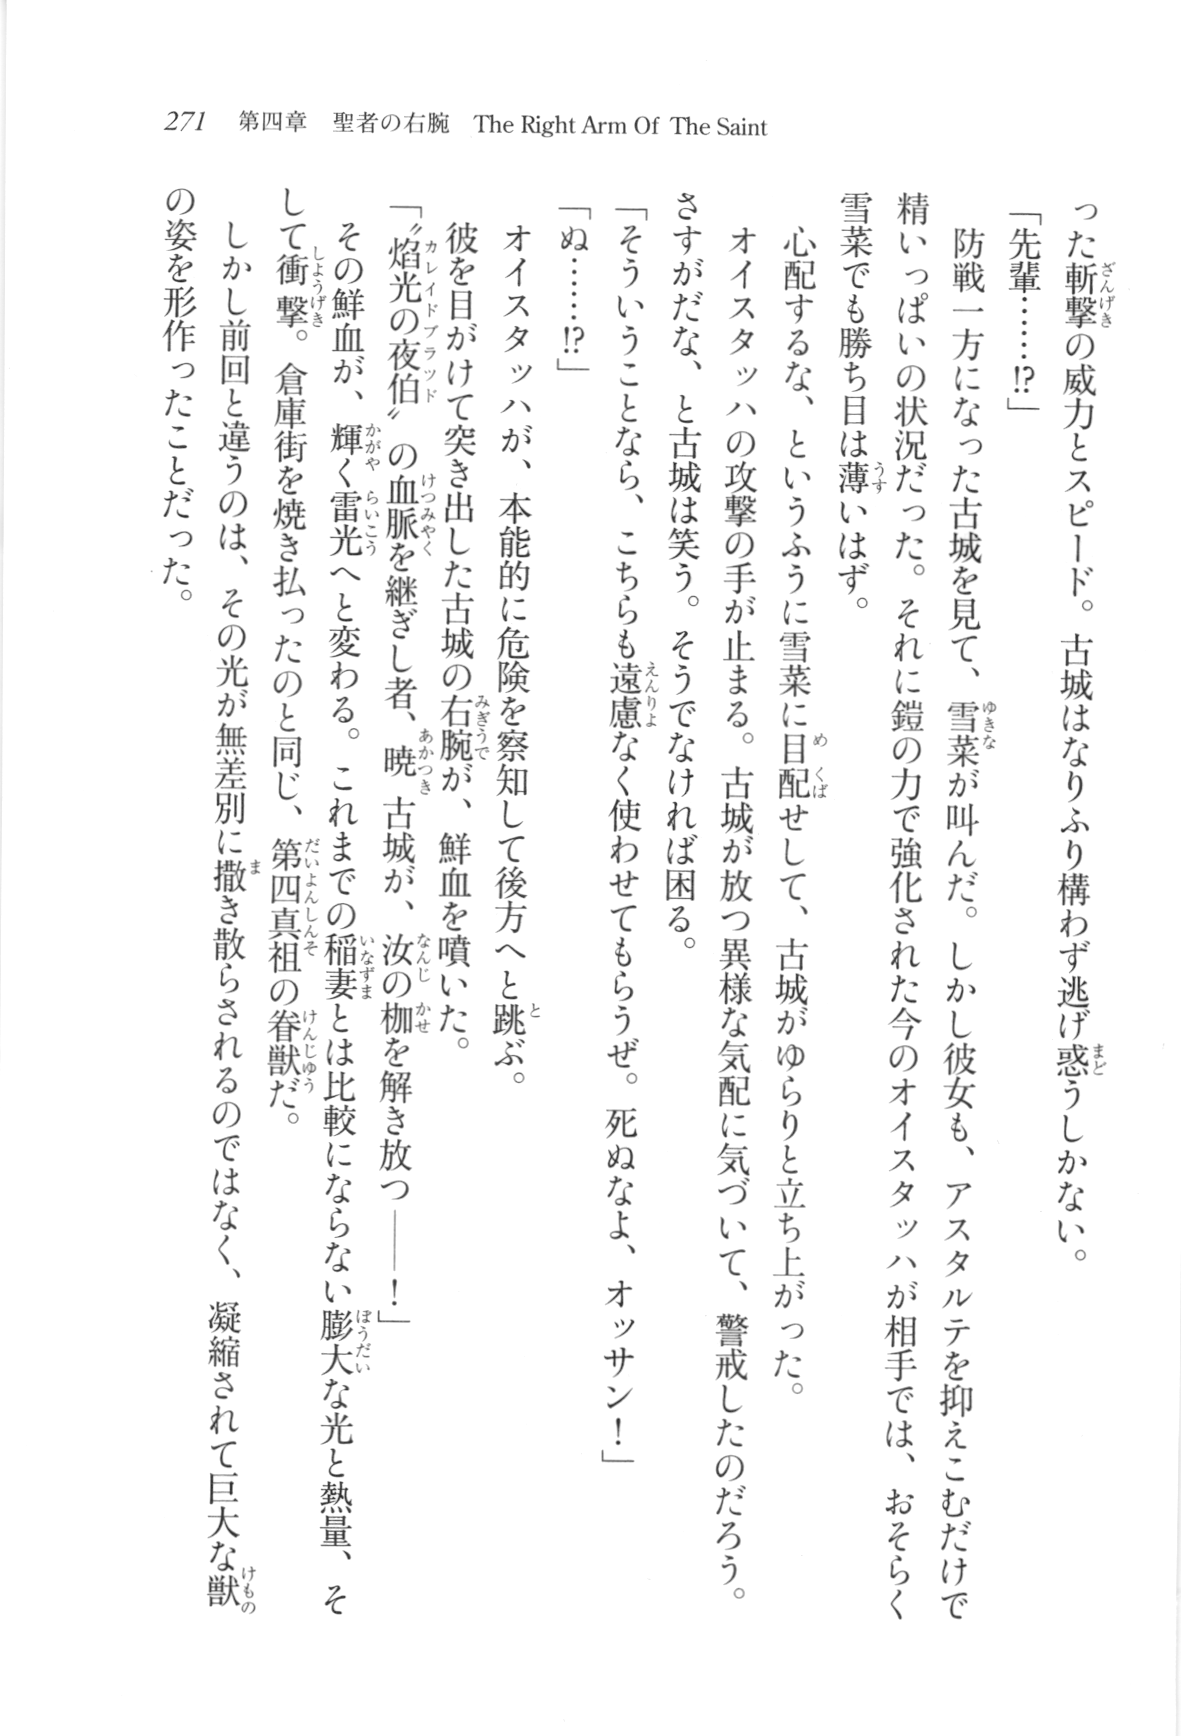 271 第四章 聖者の右腕 The Right Arm Of The Saint
った斬撃の威力とスピード。古城はなりふり構わず逃げ惑うしかない。
「先輩……!?」
防戦一方になった古城を見て、雪菜が叫んだ。しかし彼女も、アスタルテを抑えこむだけで
精いっぱいの状況だった。それに鎧の力で強化された今のオイスタッハが相手では、おそらく
雪菜でも勝ち目は薄いはず。
心配するな、というふうに雪菜に目配せして、古城がゆらりと立ち上がった。
オイスタッハの攻撃の手が止まる。古城が放つ異様な気配に気づいて、警戒したのだろう。
さすがだな、と古城は笑う。そうでなければ困る。
「そういうことなら、こちらも遠慮なく使わせてもらうぜ。死ぬなよ、オッサン！」
「ぬ……!?」
オイスタッハが、本能的に危険を察知して後方へと跳ぶ。
彼を目がけて突き出した古城の右腕が、鮮血を噴いた。
「〝焰光の夜伯〟の血脈を継ぎし者、暁古城が、汝の枷を解き放つ――！」
その鮮血が、輝く雷光へと変わる。これまでの稲妻とは比較にならない膨大な光と熱量、そ
して衝撃。倉庫街を焼き払ったのと同じ、第四真祖の眷獣だ。
しかし前回と違うのは、その光が無差別に撒き散らされるのではなく、凝縮されて巨大な獣
の姿を形作ったことだった。